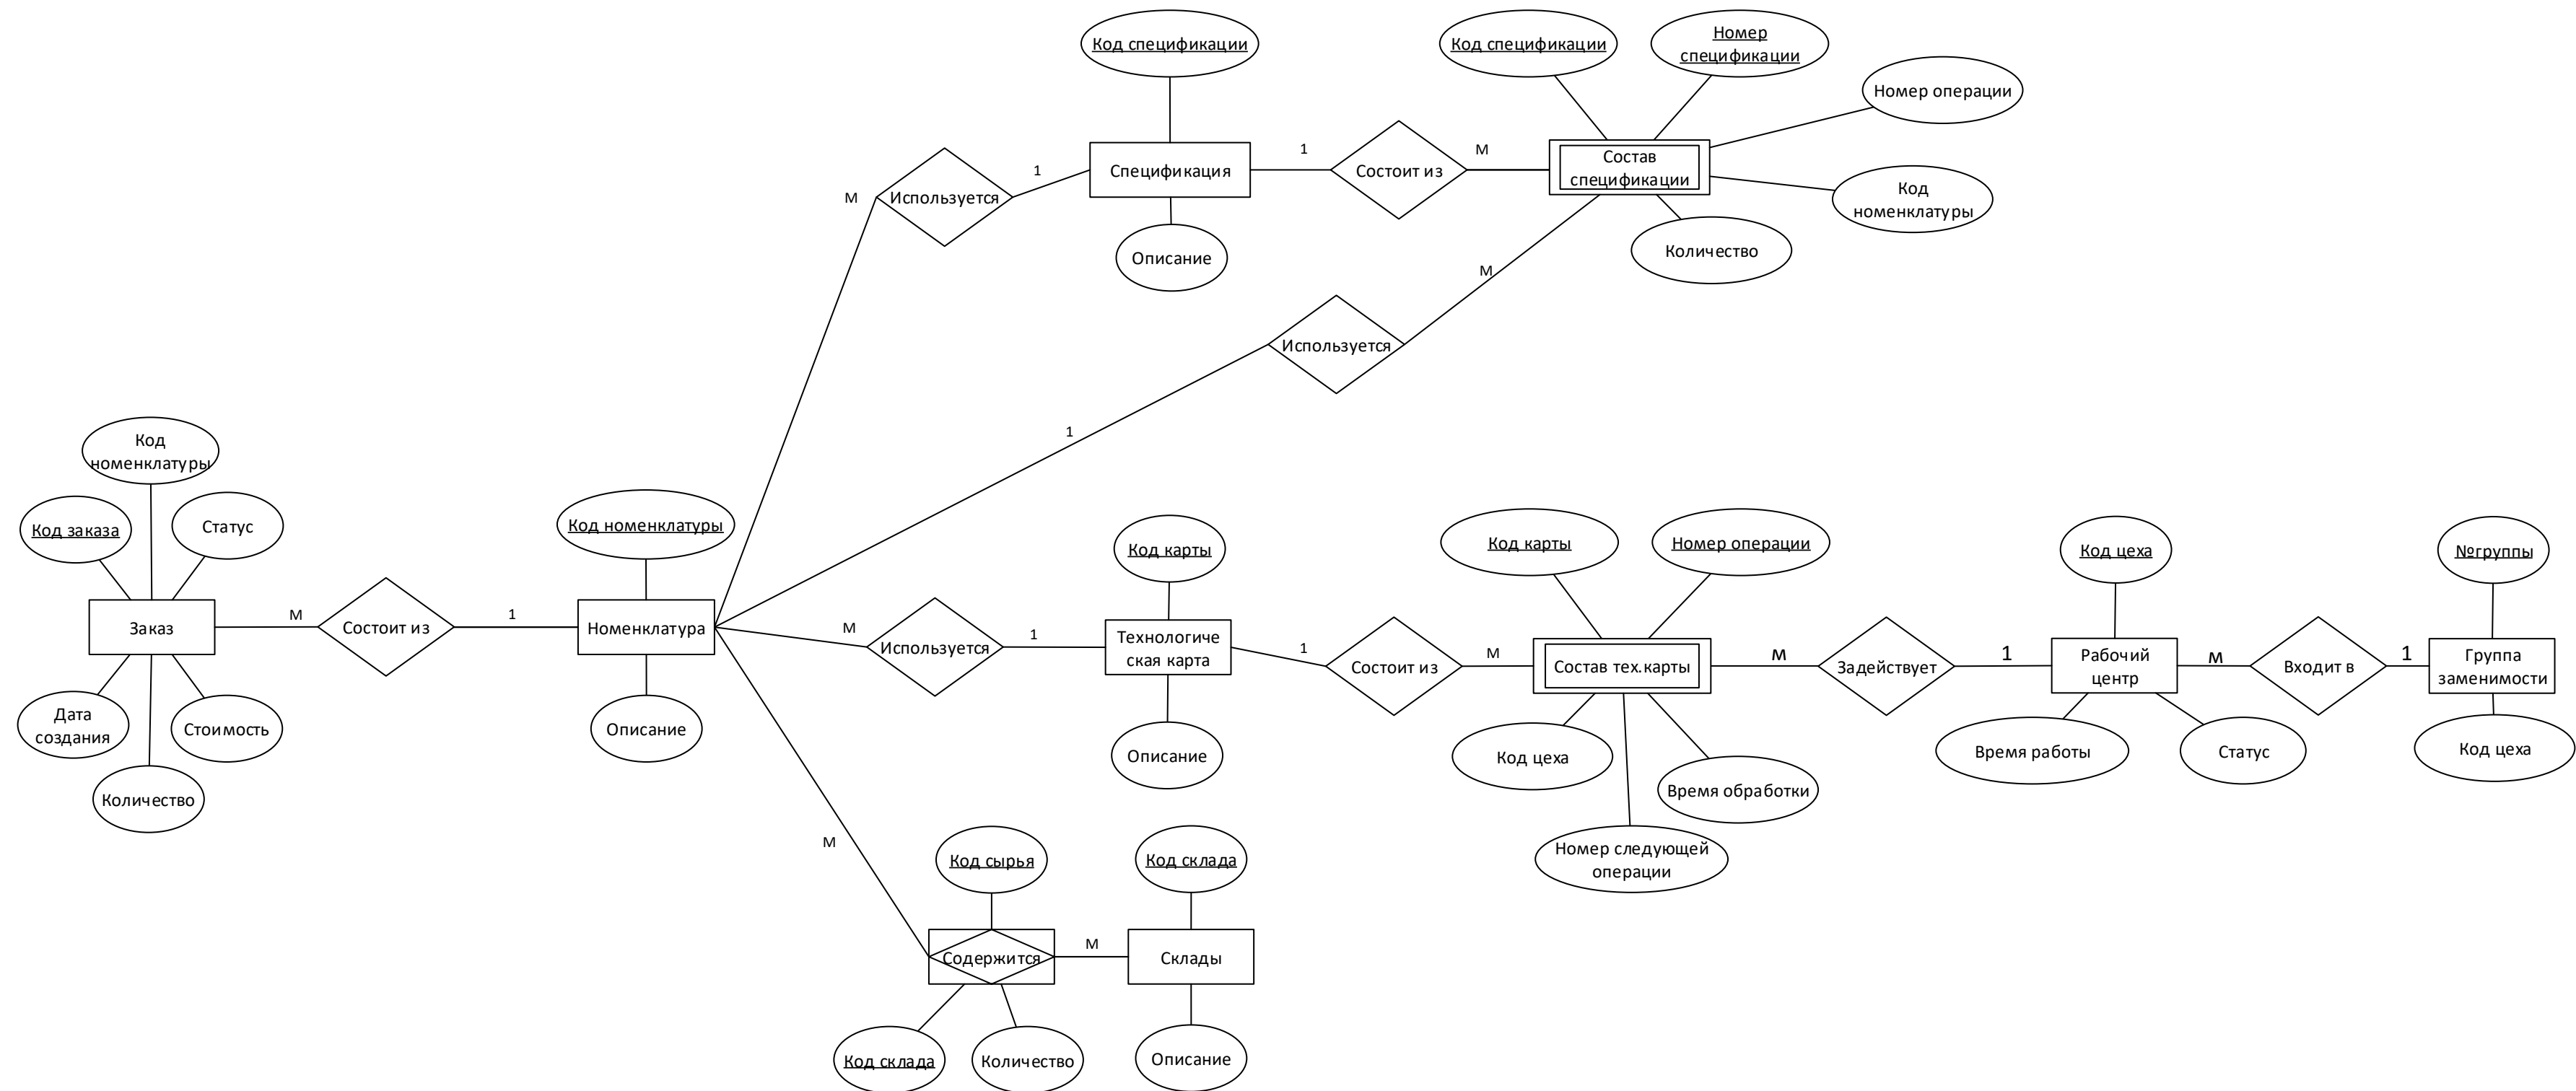 Код спецификации
Код спецификации
Номер
спецификации
Номер операции
М
Используется
1
Спецификация
1
Состоит из
М
Состав
спецификации
Код
номенклатуры
Описание
Количество
М
Используется
1
Код
номенклатуры
Код заказа
Статус
Код номенклатуры
Код карты
Код карты
Номер операции
Код цеха
№группы
Заказ
М
Состоит из
1
Номенклатура
М
Используется
1
Технологиче
ская карта
1
Состоит из
М
Состав тех.карты
м
Задействует
1
Рабочий
центр
м
Входит в
1
Группа
заменимости
Дата
создания
Стоимость
Описание
Описание
Код цеха
Время обработки
Время работы
Статус
Код цеха
Количество
М
Номер следующей
операции
Код сырья
Код склада
Содержится
М
Склады
Код склада
Количество
Описание